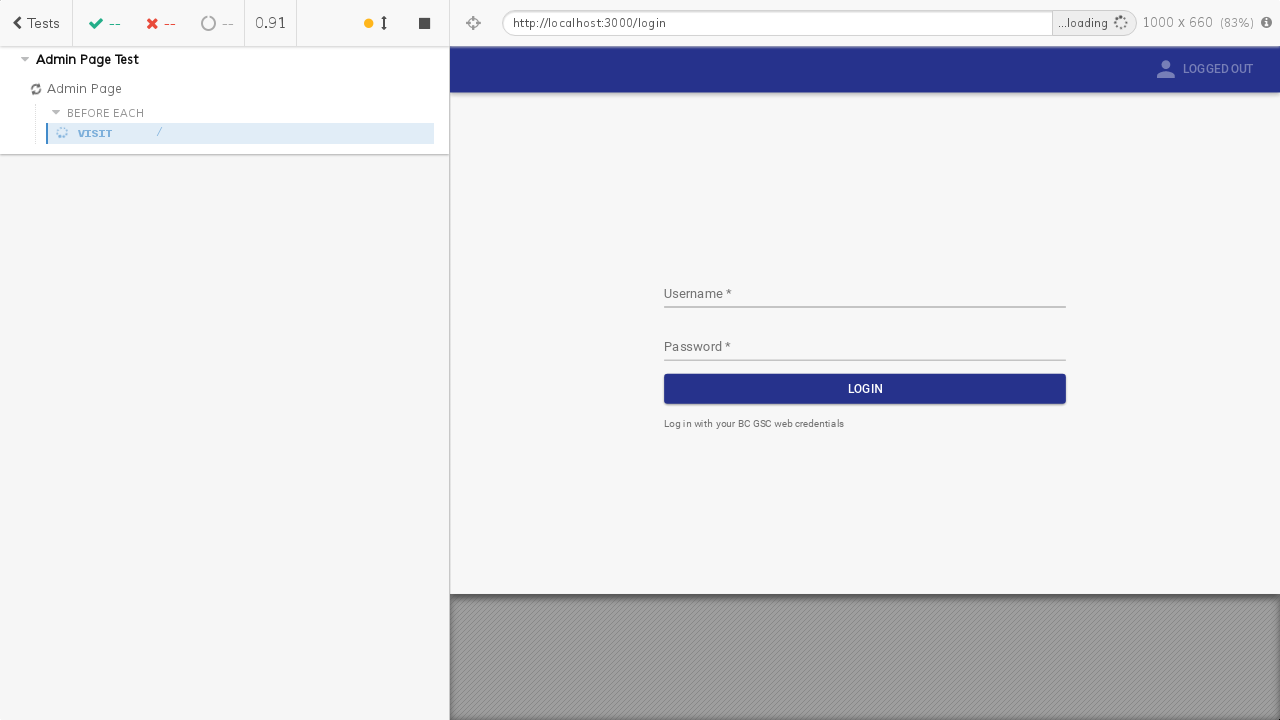 Tests
--
--
--
0.91
http://localhost:3000/login
...loading
1000 x 660 (83%)
Admin Page Test
Admin Page
BEFORE EACH
VISIT /
LOGGED OUT
Username *
Password *
LOGIN
Log in with your BC GSC web credentials